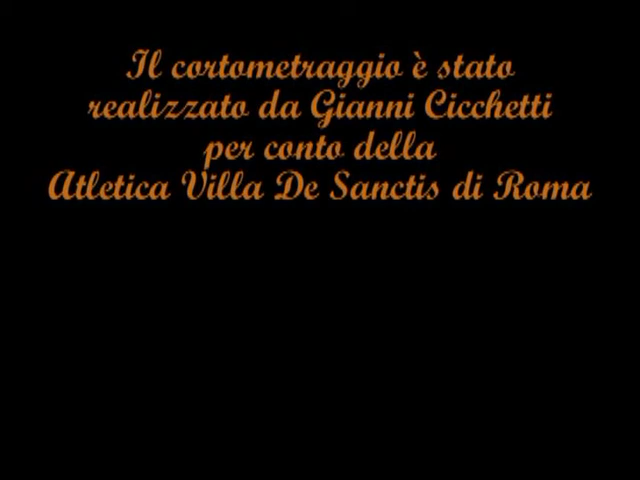 Il cortometraggio è stato
realizzato da Gianni Cicchetti
per conto della
Atletica Villa De Sanctis di Roma